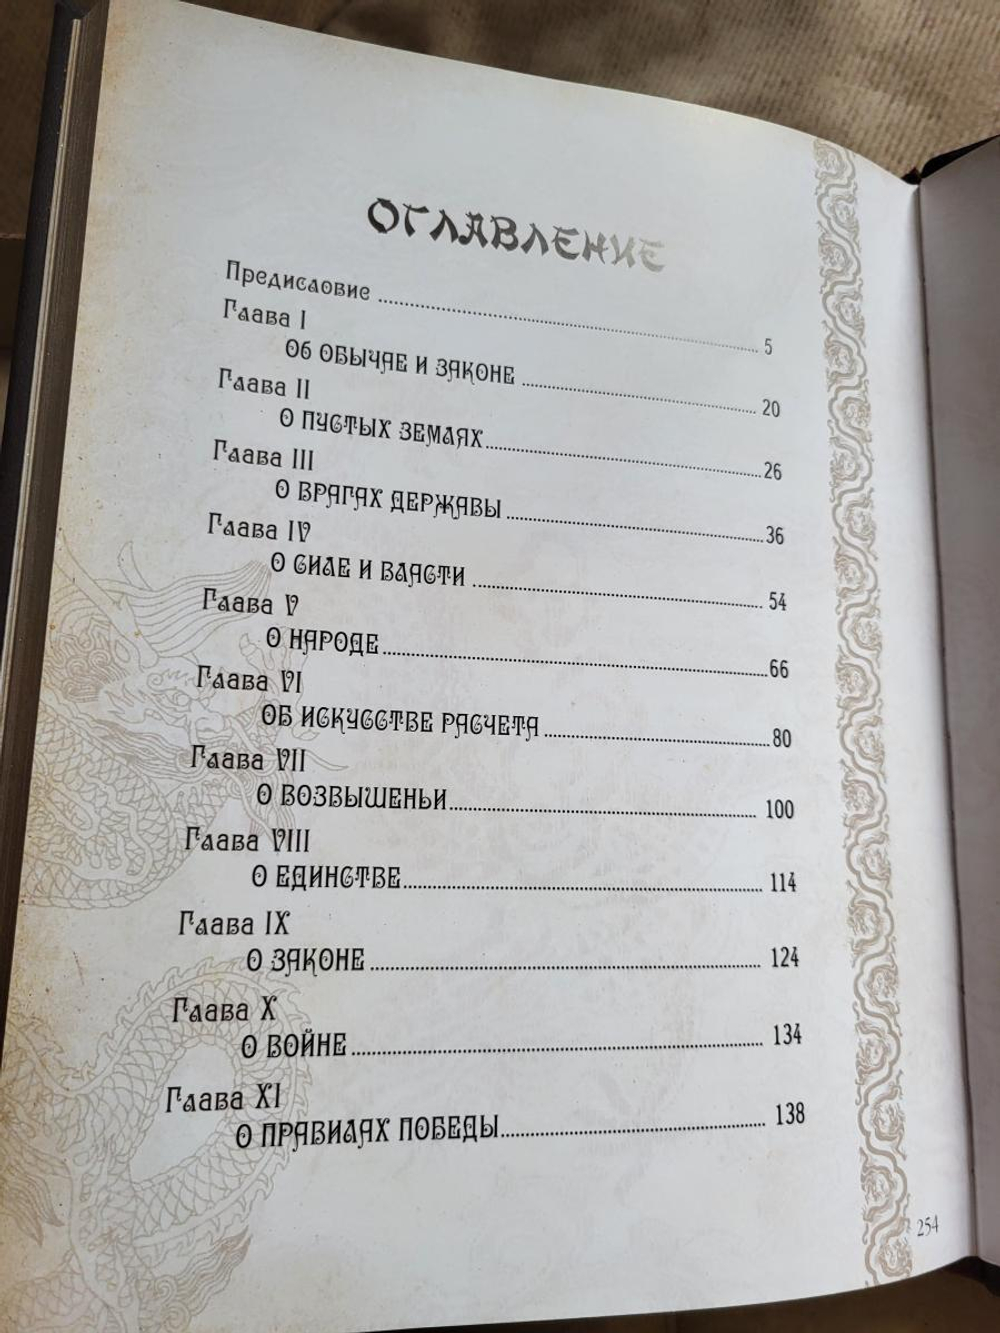 ОГЛАВЛЕНИЕ
Предисловие 5
Глава I
Об ОБЫЧАЕ И ЗАКОНЕ 20
Глава II
О ПУСТЫХ ЗЕМЛЯХ 26
Глава III
О ВРАГАХ ДЕРЖАВЫ 36
Глава IV
О СИЛЕ И ВЛАСТИ 54
Глава V
О НАРОДЕ 66
Глава VI
ОБ ИСКУССТВЕ РАСЧЕТА 80
Глава VII
О ВОЗВЫШЕНЬИ 100
Глава VIII
О ЕДИНСТВЕ 114
Глава IX
О ЗАКОНЕ 124
Глава X
О ВОЙНЕ 134
Глава XI
О ПРАВИЛАХ ПОБЕДЫ 138
254